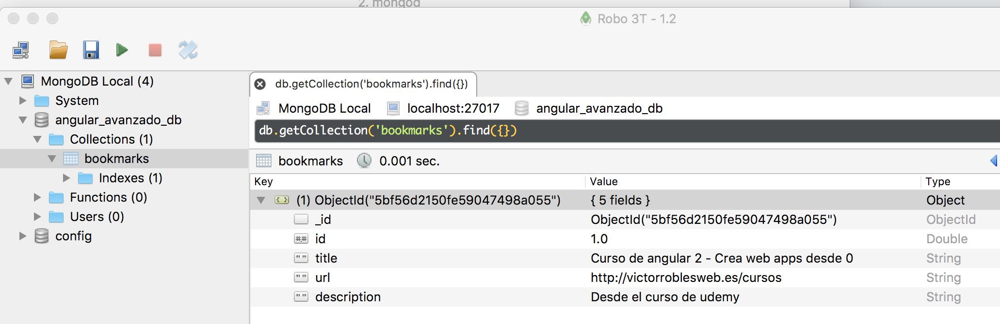 2. mongod
Robo 3T - 1.2
MongoDB Local (4)
System
angular_avanzado_db
Collections (1)
bookmarks
Indexes (1)
Functions (0)
Users (0)
config
db.getCollection('bookmarks').find({})
MongoDB Local localhost:27017 angular_avanzado_db
db.getCollection('bookmarks').find({})
bookmarks 0.001 sec.
Key Value Type
(1) ObjectId("5bf56d2150fe59047498a055") { 5 fields } Object
_id ObjectId("5bf56d2150fe59047498a055") ObjectId
id 1.0 Double
title Curso de angular 2 - Crea web apps desde 0 String
url http://victorroblesweb.es/cursos String
description Desde el curso de udemy String